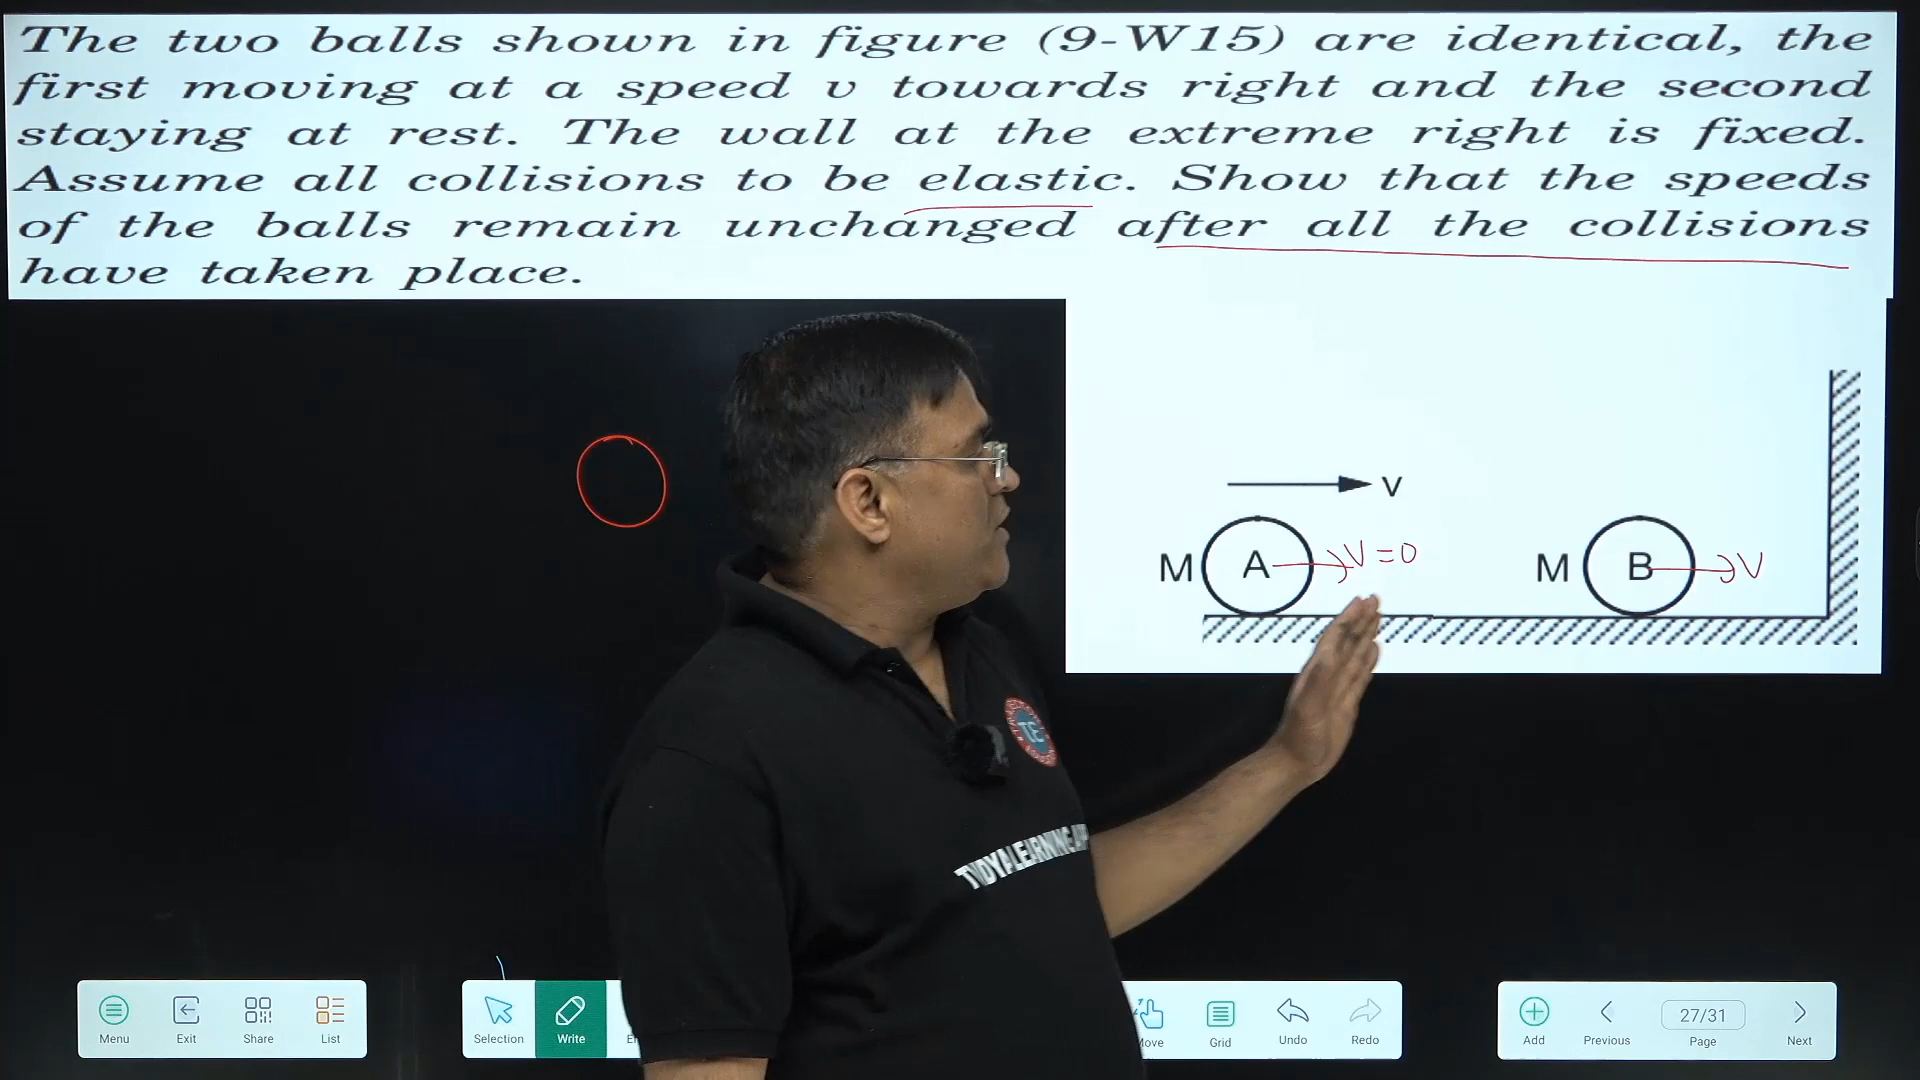 The two balls shown in figure (9-W15) are identical, the
first moving at a speed v towards right and the second
staying at rest. The wall at the extreme right is fixed.
Assume all collisions to be elastic. Show that the speeds
of the balls remain unchanged after all the collisions
have taken place.
v
M A V = 0 M B V
Menu Exit Share List Selection Write Move Grid Undo Redo Add Previous 27/31 Page Next